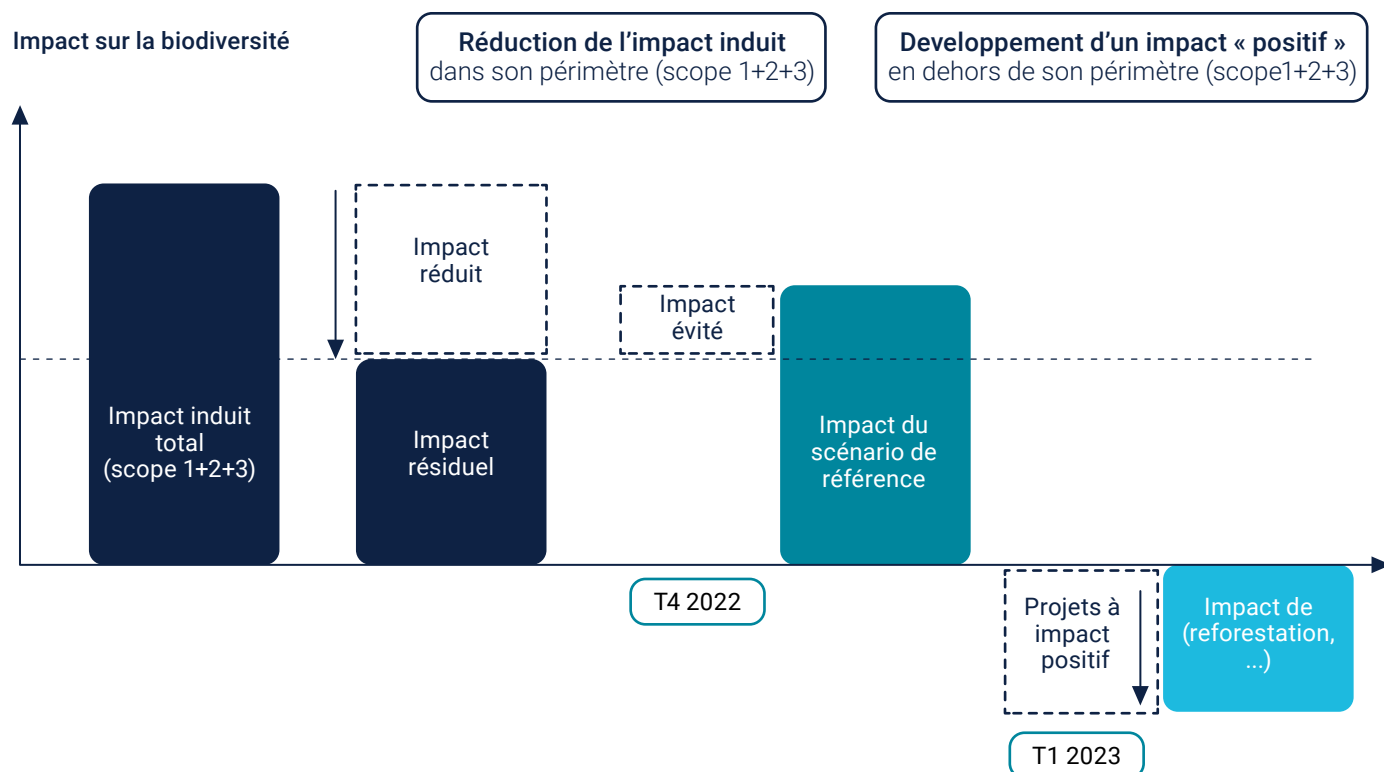 Impact sur la biodiversité
Réduction de l’impact induit
dans son périmètre (scope 1+2+3)
Developpement d’un impact « positif »
en dehors de son périmètre (scope1+2+3)
Impact
réduit
Impact
évité
Impact induit
total
(scope 1+2+3)
Impact
résiduel
Impact du
scénario de
référence
T4 2022
Projets à
impact
positif
Impact de
(reforestation,
...)
T1 2023